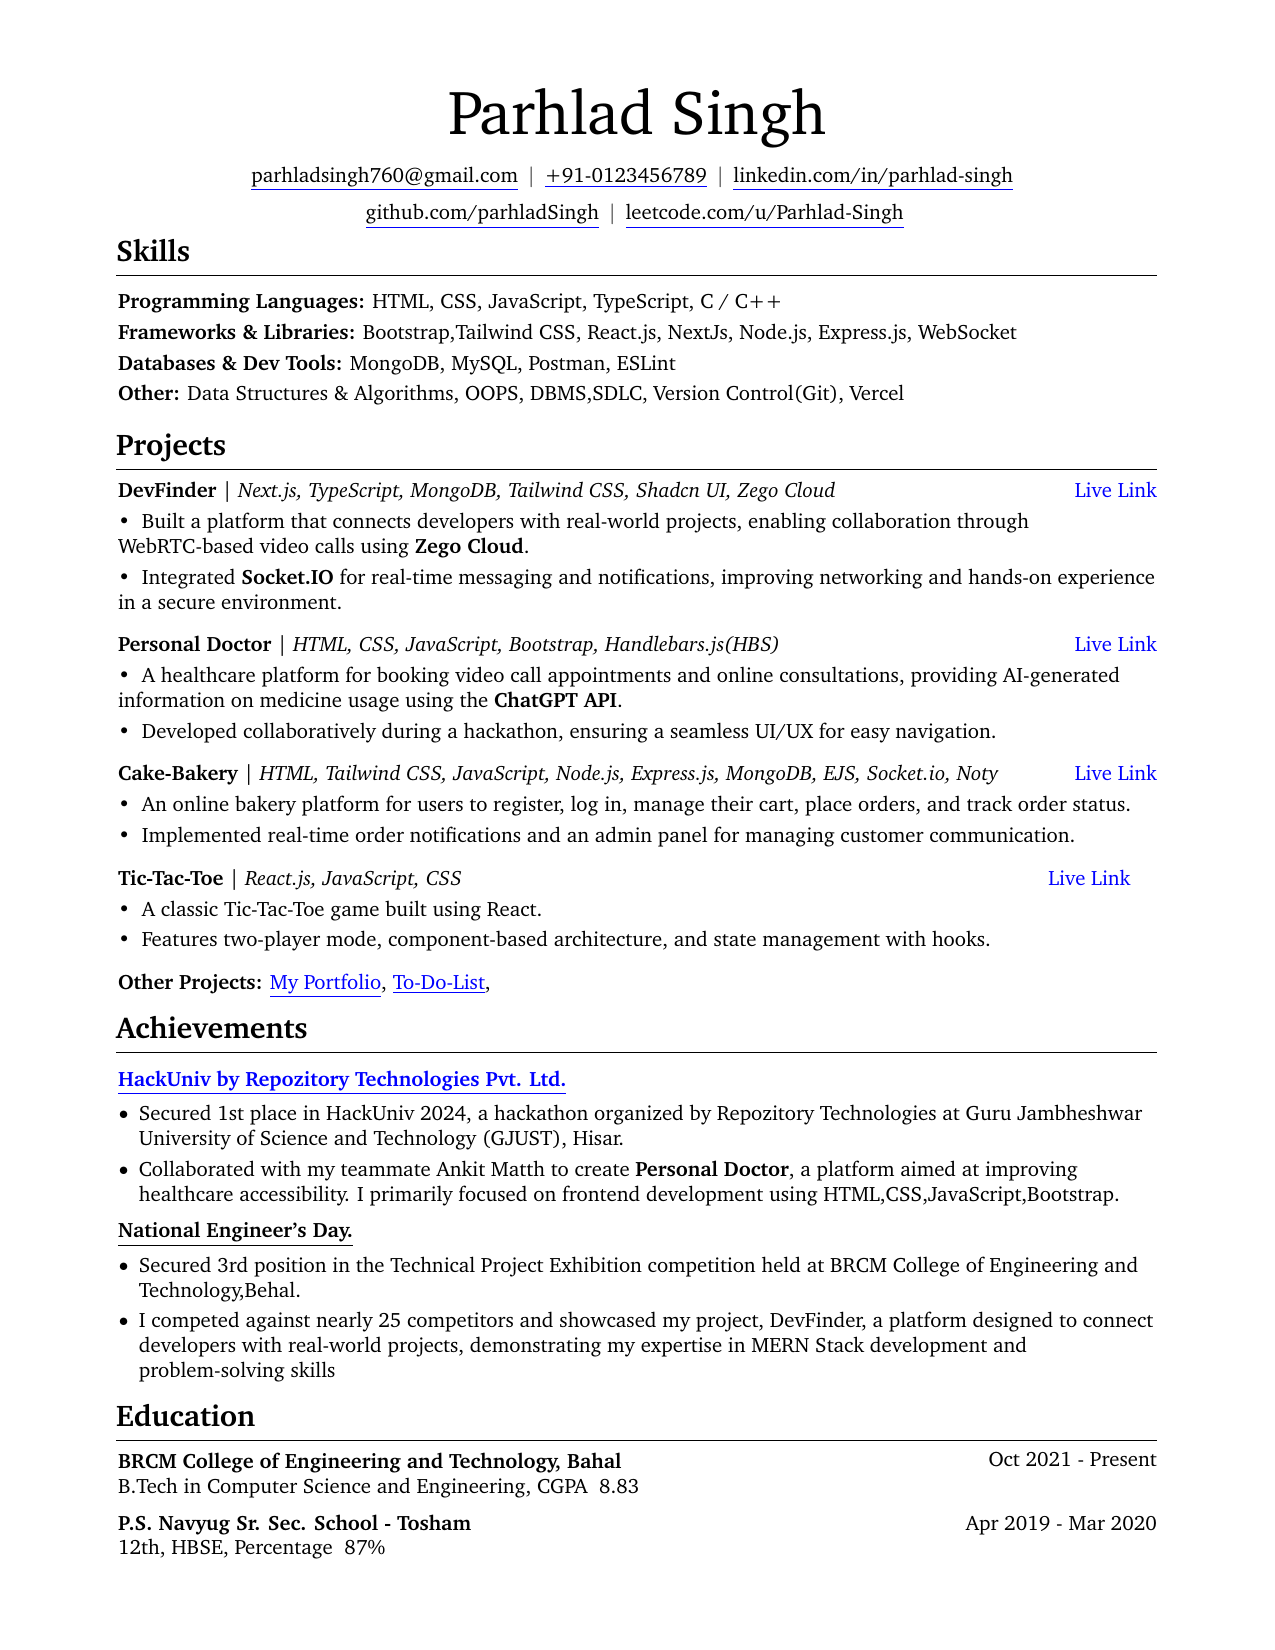 Parhlad Singh
parhladsingh760@gmail.com | +91-0123456789 | linkedin.com/in/parhlad-singh
github.com/parhladSingh | leetcode.com/u/Parhlad-Singh
Skills
Programming Languages: HTML, CSS, JavaScript, TypeScript, C / C++
Frameworks & Libraries: Bootstrap,Tailwind CSS, React.js, NextJs, Node.js, Express.js, WebSocket
Databases & Dev Tools: MongoDB, MySQL, Postman, ESLint
Other: Data Structures & Algorithms, OOPS, DBMS,SDLC, Version Control(Git), Vercel
Projects
DevFinder | Next.js, TypeScript, MongoDB, Tailwind CSS, Shadcn UI, Zego Cloud Live Link
• Built a platform that connects developers with real-world projects, enabling collaboration through
WebRTC-based video calls using Zego Cloud.
• Integrated Socket.IO for real-time messaging and notifications, improving networking and hands-on experience
in a secure environment.
Personal Doctor | HTML, CSS, JavaScript, Bootstrap, Handlebars.js(HBS) Live Link
• A healthcare platform for booking video call appointments and online consultations, providing AI-generated
information on medicine usage using the ChatGPT API.
• Developed collaboratively during a hackathon, ensuring a seamless UI/UX for easy navigation.
Cake-Bakery | HTML, Tailwind CSS, JavaScript, Node.js, Express.js, MongoDB, EJS, Socket.io, Noty Live Link
• An online bakery platform for users to register, log in, manage their cart, place orders, and track order status.
• Implemented real-time order notifications and an admin panel for managing customer communication.
Tic-Tac-Toe | React.js, JavaScript, CSS Live Link
• A classic Tic-Tac-Toe game built using React.
• Features two-player mode, component-based architecture, and state management with hooks.
Other Projects: My Portfolio, To-Do-List,
Achievements
HackUniv by Repozitory Technologies Pvt. Ltd.
• Secured 1st place in HackUniv 2024, a hackathon organized by Repozitory Technologies at Guru Jambheshwar
University of Science and Technology (GJUST), Hisar.
• Collaborated with my teammate Ankit Matth to create Personal Doctor, a platform aimed at improving
healthcare accessibility. I primarily focused on frontend development using HTML,CSS,JavaScript,Bootstrap.
National Engineer’s Day.
• Secured 3rd position in the Technical Project Exhibition competition held at BRCM College of Engineering and
Technology,Behal.
• I competed against nearly 25 competitors and showcased my project, DevFinder, a platform designed to connect
developers with real-world projects, demonstrating my expertise in MERN Stack development and
problem-solving skills
Education
BRCM College of Engineering and Technology, Bahal Oct 2021 - Present
B.Tech in Computer Science and Engineering, CGPA 8.83
P.S. Navyug Sr. Sec. School - Tosham Apr 2019 - Mar 2020
12th, HBSE, Percentage 87%